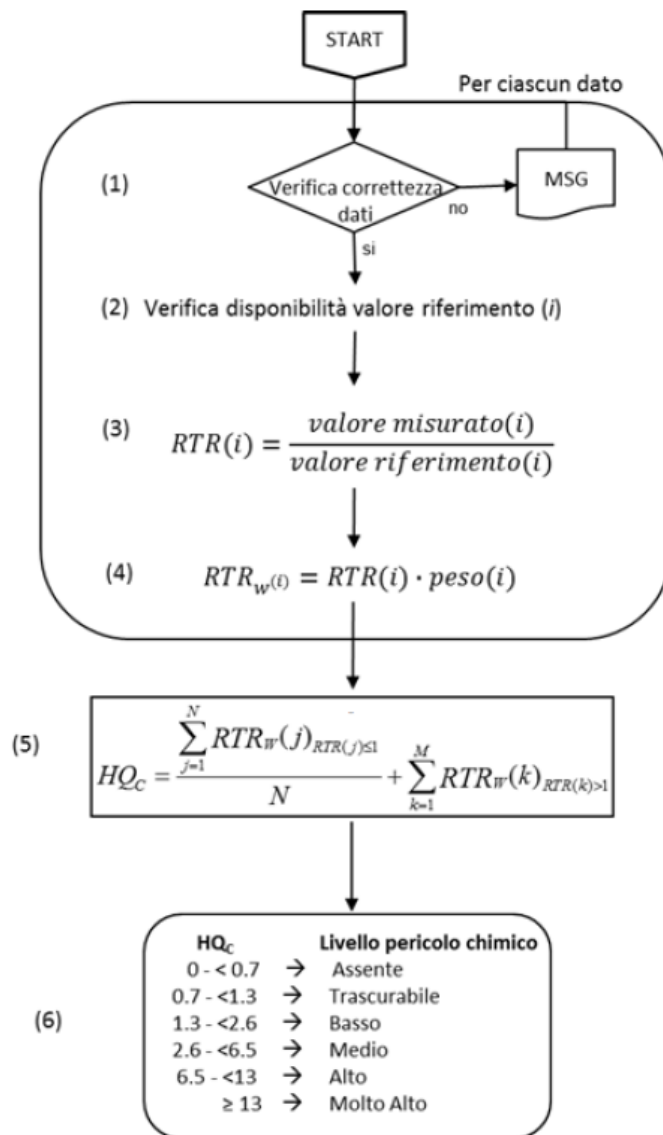 START
Per ciascun dato
(1)
Verifica correttezza
dati
no
MSG
si
(2) Verifica disponibilità valore riferimento (i)
(3) RTR(i) = valore misurato(i) / valore riferimento(i)
(4) RTR_w(i) = RTR(i) · peso(i)
(5) HQ_C = ∑_{j=1}^{N} RTR_W(j)_{RTR(j)≤1} / N + ∑_{k=1}^{M} RTR_W(k)_{RTR(k)>1}
(6)
HQ_C Livello pericolo chimico
0 - < 0.7 → Assente
0.7 - <1.3 → Trascurabile
1.3 - <2.6 → Basso
2.6 - <6.5 → Medio
6.5 - <13 → Alto
≥ 13 → Molto Alto